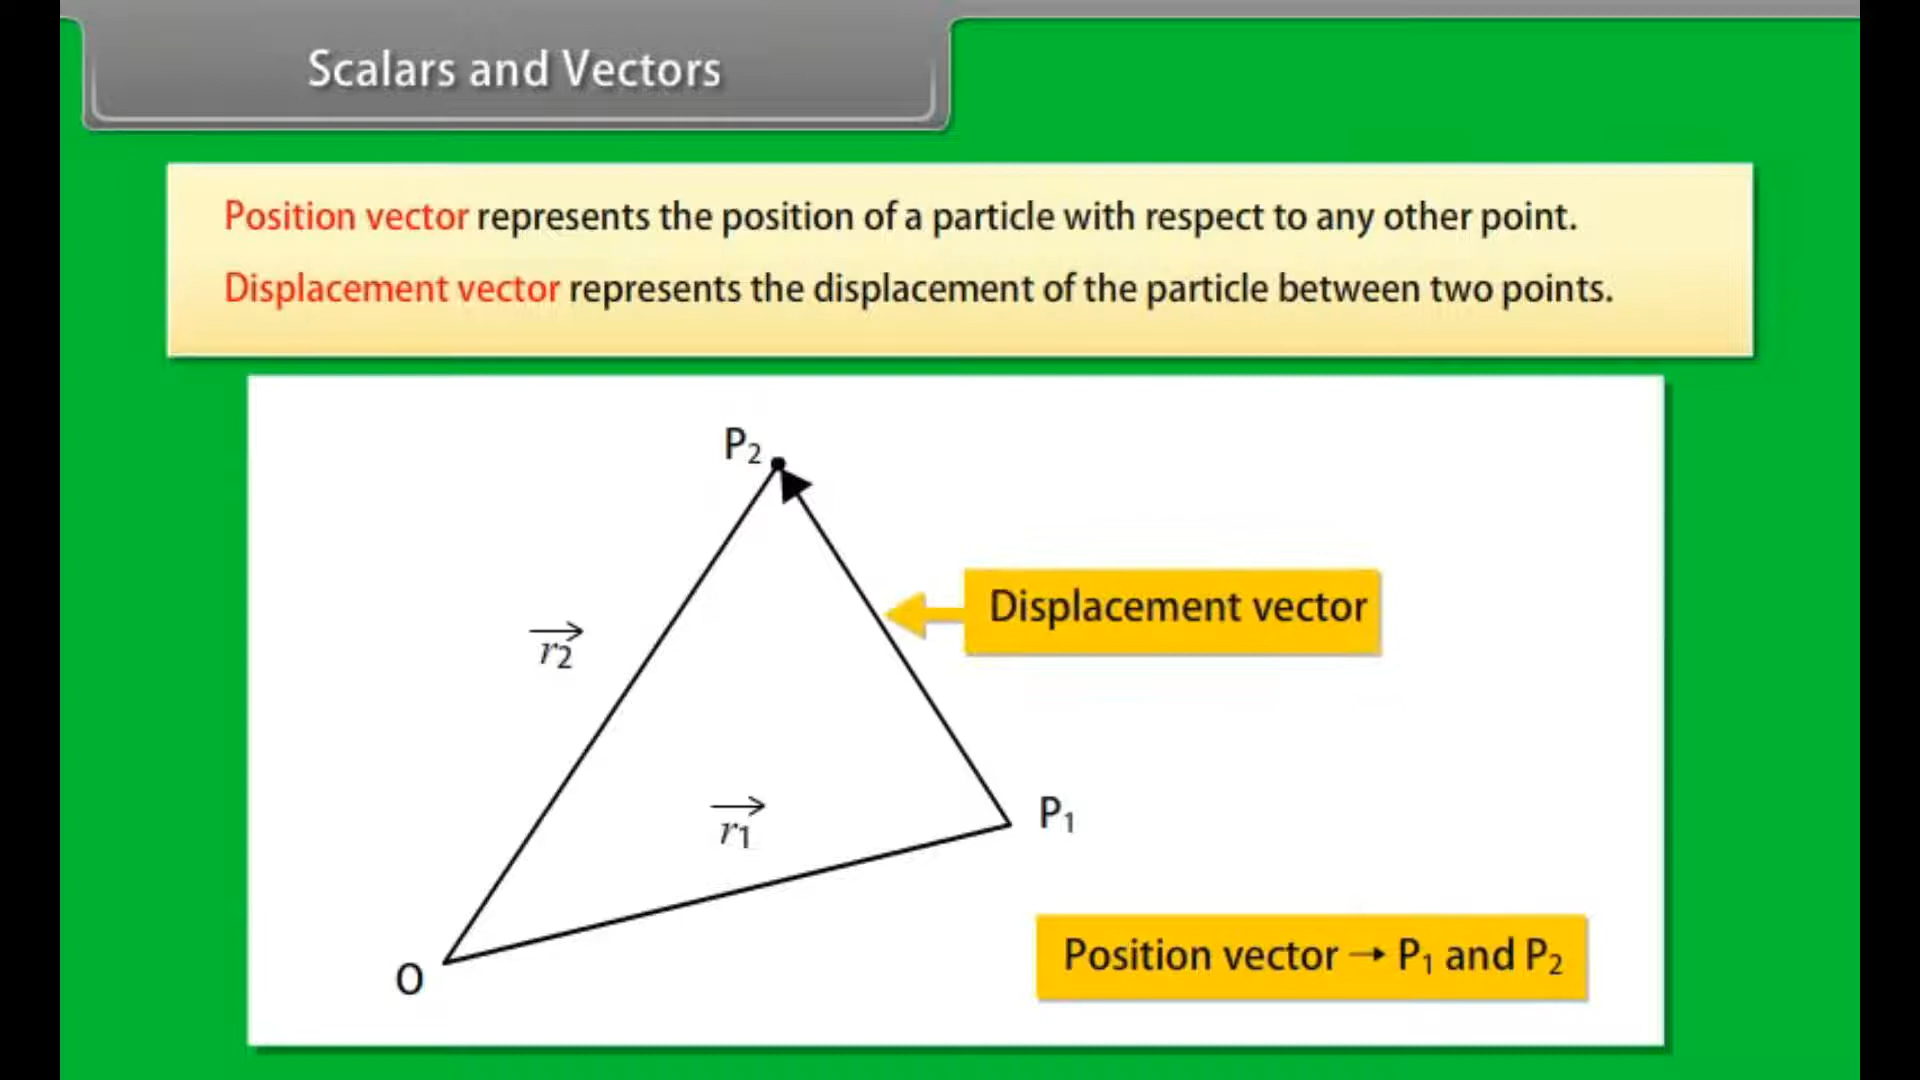 Scalars and Vectors
Position vector represents the position of a particle with respect to any other point.
Displacement vector represents the displacement of the particle between two points.
P₂
Displacement vector
r₂
r₁
P₁
Position vector → P₁ and P₂
O